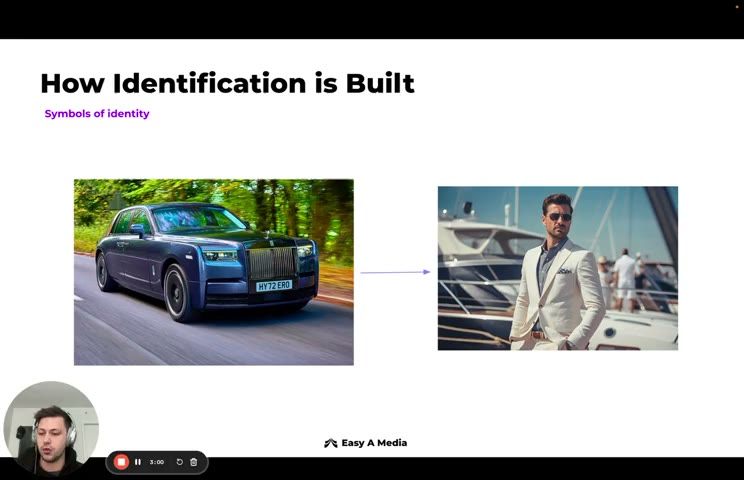 How Identification is Built
Symbols of identity
HY72 ERO
Easy A Media
3:00